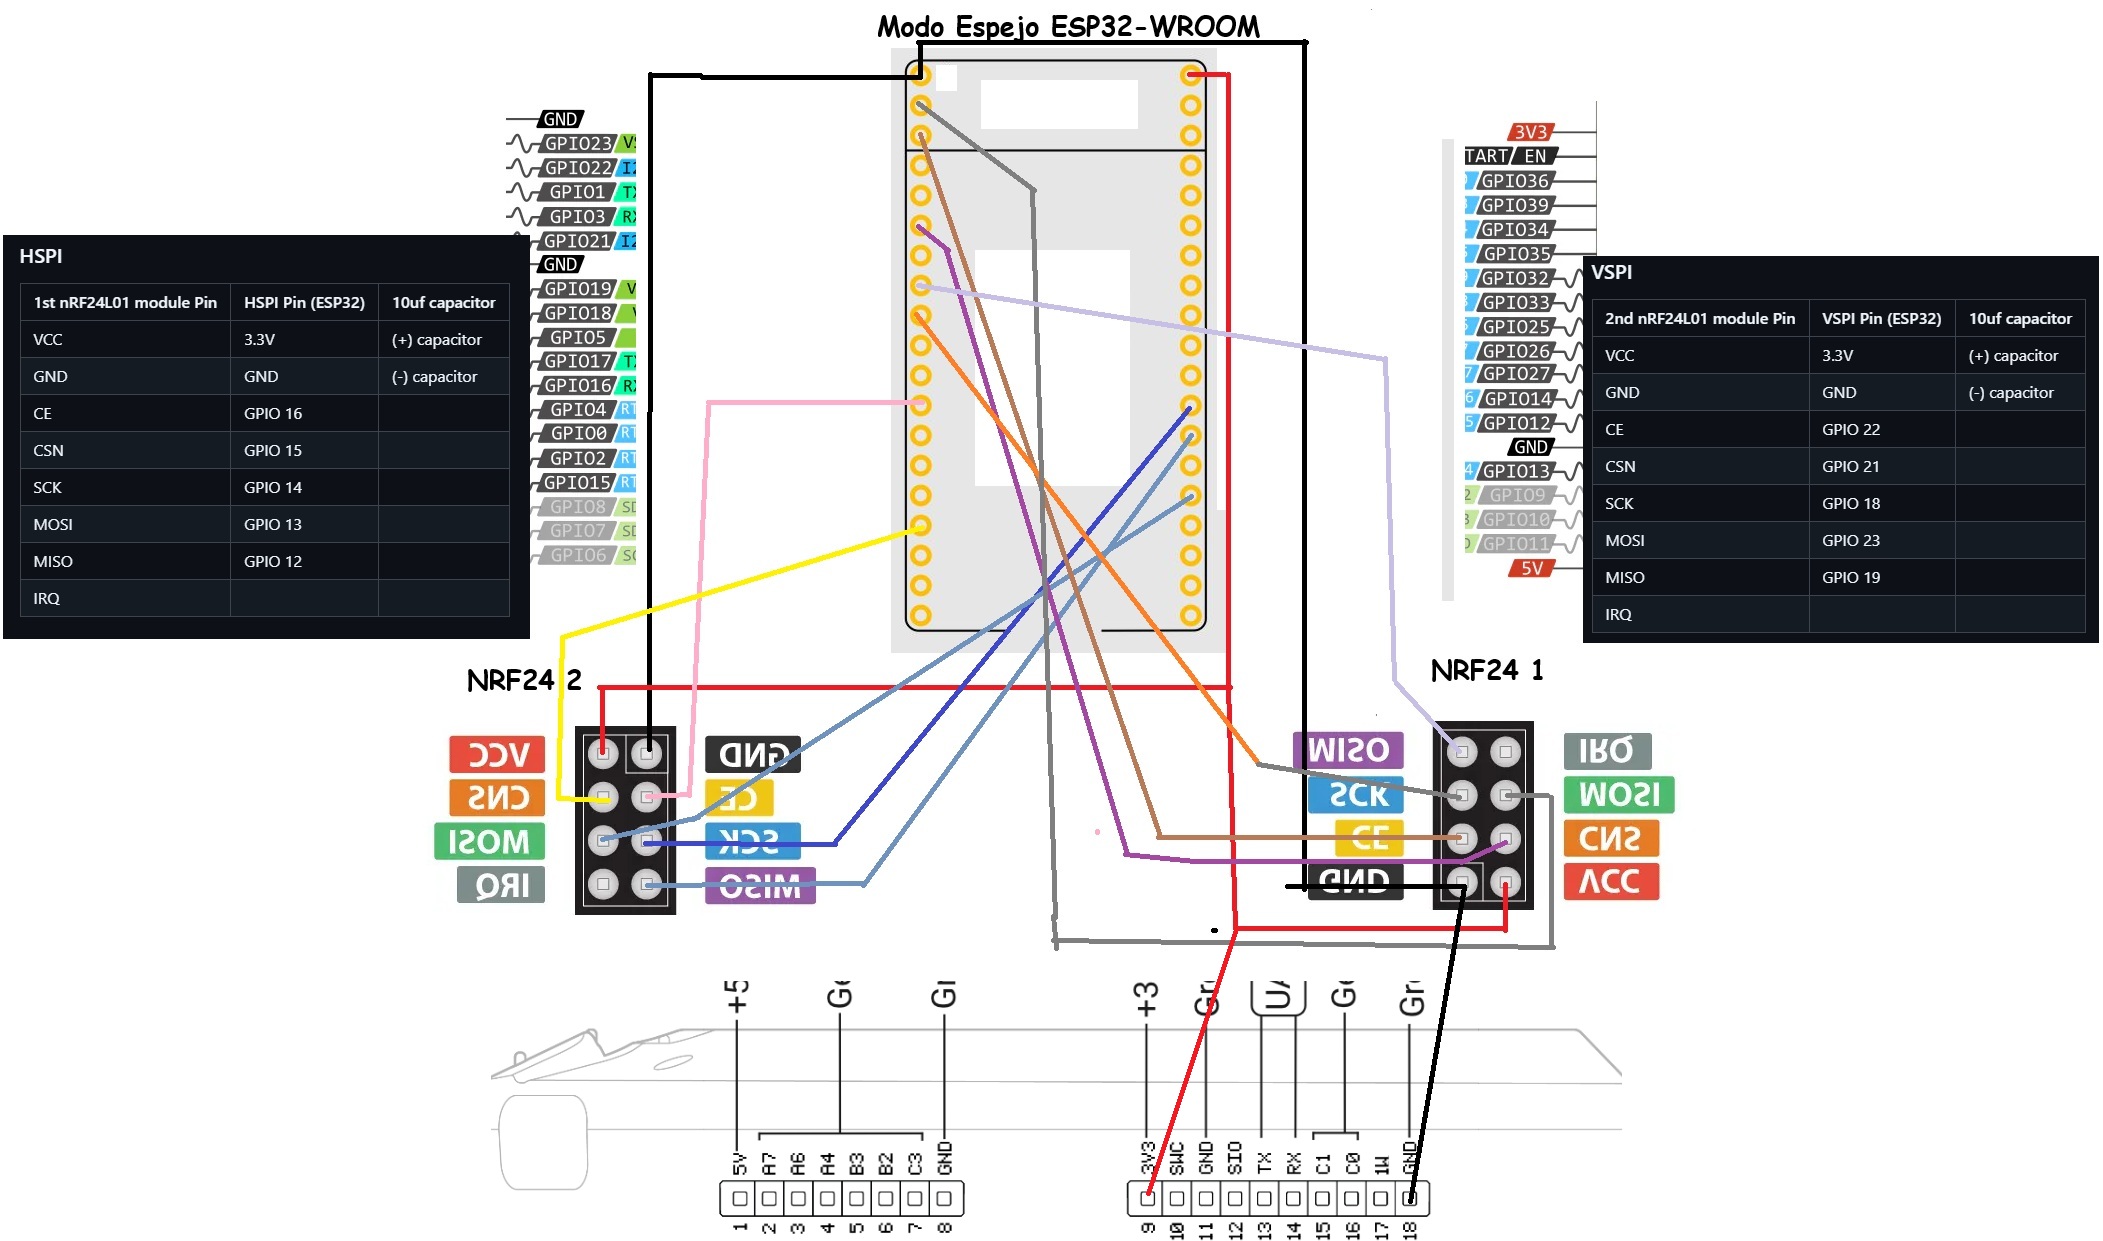 Modo Espejo ESP32-WROOM
GND
GPIO23
GPIO22
GPIO1
GPIO3
GPIO21
GND
GPIO19
GPIO18
GPIO5
GPIO17
GPIO16
GPIO4
GPIO0
GPIO2
GPIO15
GPIO8
GPIO7
GPIO6
3V3
TART EN
GPIO36
GPIO39
GPIO34
GPIO35
GPIO32
GPIO33
GPIO25
GPIO26
GPIO27
GPIO14
GPIO12
GND
GPIO13
GPIO9
GPIO10
GPIO11
5V
HSPI
1st nRF24L01 module Pin HSPI Pin (ESP32) 10uf capacitor
VCC 3.3V (+) capacitor
GND GND (-) capacitor
CE GPIO 16
CSN GPIO 15
SCK GPIO 14
MOSI GPIO 13
MISO GPIO 12
IRQ
VSPI
2nd nRF24L01 module Pin VSPI Pin (ESP32) 10uf capacitor
VCC 3.3V (+) capacitor
GND GND (-) capacitor
CE GPIO 22
CSN GPIO 21
SCK GPIO 18
MOSI GPIO 23
MISO GPIO 19
IRQ
NRF24 2
VCC GND
CNS CE
MOSI SCK
IRQ MISO
NRF24 1
MISO IRQ
SCK MOSI
CE CNS
GND VCC
+5 Ge Gr +3 Gr UA Ge Gr
5V A7 A6 A4 B3 B2 C3 GND 3V3 SWC GND SIO TX RX C1 C0 1W GND
1 2 3 4 5 6 7 8 9 10 11 12 13 14 15 16 17 18